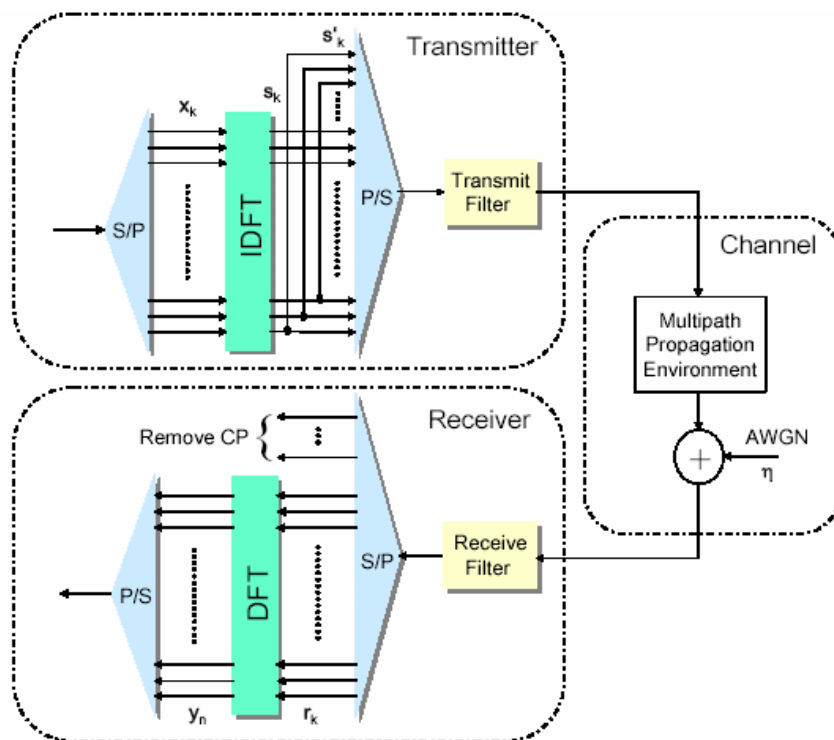 Transmitter
s'k
xk
sk
S/P
IDFT
P/S
Transmit
Filter
Channel
Multipath
Propagation
Environment
AWGN
η
+
Receiver
Remove CP {
P/S
DFT
S/P
Receive
Filter
yn
rk